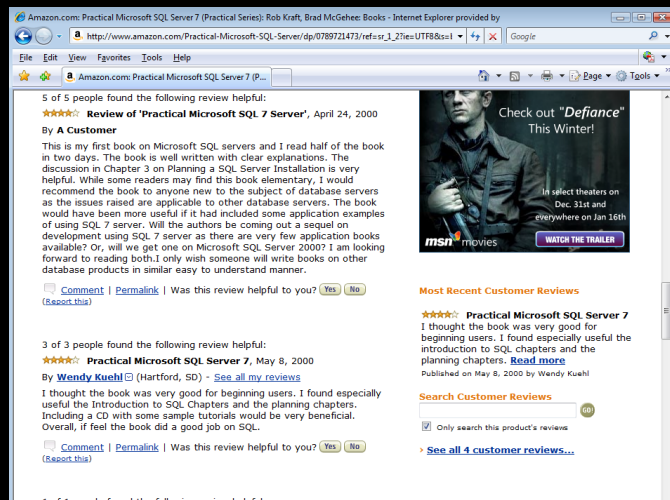 Amazon.com: Practical Microsoft SQL Server 7 (Practical Series): Rob Kraft, Brad McGehee: Books - Internet Explorer provided by
http://www.amazon.com/Practical-Microsoft-SQL-Server/dp/0789721473/ref=sr_1_2?ie=UTF8&s=l
Google
File Edit View Favorites Tools Help
Amazon.com: Practical Microsoft SQL Server 7 (P...
Page Tools
5 of 5 people found the following review helpful:
Review of 'Practical Microsoft SQL 7 Server', April 24, 2000
By A Customer
This is my first book on Microsoft SQL servers and I read half of the book
in two days. The book is well written with clear explanations. The
discussion in Chapter 3 on Planning a SQL Server Installation is very
helpful. While some readers may find this book elementary, I would
recommend the book to anyone new to the subject of database servers
as the issues raised are applicable to other database servers. The book
would have been more useful if it had included some application examples
of using SQL 7 server. Will the authors be coming out a sequel on
development using SQL 7 server as there are very few application books
available? Or, will we get one on Microsoft SQL Server 2000? I am looking
forward to reading both.I only wish someone will write books on other
database products in similar easy to understand manner.
Comment | Permalink | Was this review helpful to you? Yes No
(Report this)
3 of 3 people found the following review helpful:
Practical Microsoft SQL Server 7, May 8, 2000
By Wendy Kuehl (Hartford, SD) - See all my reviews
I thought the book was very good for beginning users. I found especially
useful the Introduction to SQL Chapters and the planning chapters.
Including a CD with some sample tutorials would be very beneficial.
Overall, if feel the book did a good job on SQL.
Comment | Permalink | Was this review helpful to you? Yes No
(Report this)
Check out "Defiance"
This Winter!
In select theaters on
Dec. 31st and
everywhere on Jan 16th
msn movies
WATCH THE TRAILER
Most Recent Customer Reviews
Practical Microsoft SQL Server 7
I thought the book was very good for
beginning users. I found especially useful the
introduction to SQL chapters and the
planning chapters. Read more
Published on May 8, 2000 by Wendy Kuehl
Search Customer Reviews
GO!
Only search this product's reviews
› See all 4 customer reviews...